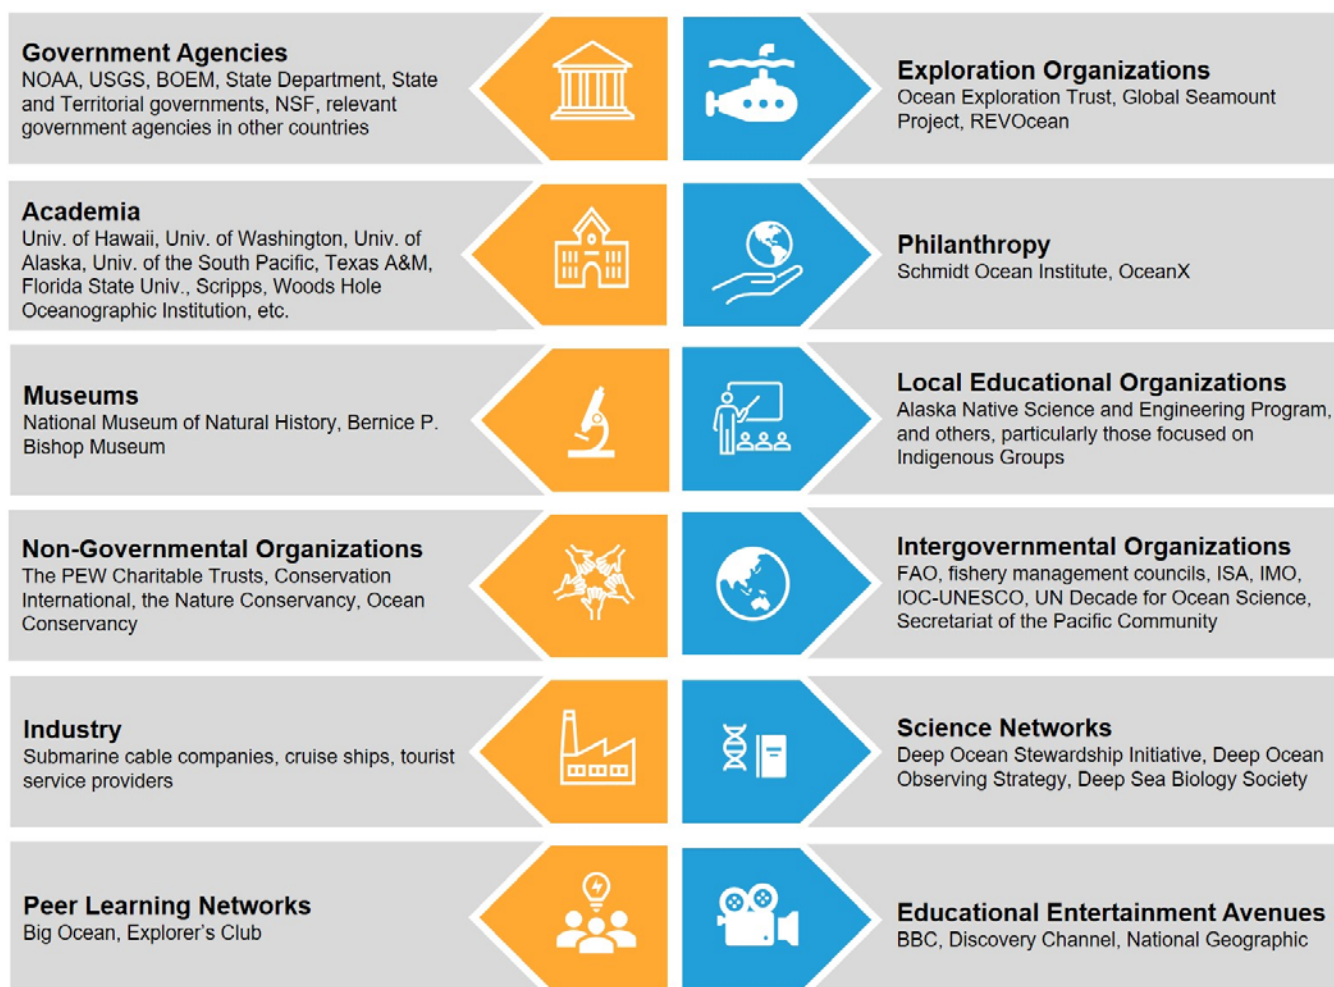 Government Agencies
NOAA, USGS, BOEM, State Department, State
and Territorial governments, NSF, relevant
government agencies in other countries
Exploration Organizations
Ocean Exploration Trust, Global Seamount
Project, REVOcean
Academia
Univ. of Hawaii, Univ. of Washington, Univ. of
Alaska, Univ. of the South Pacific, Texas A&M,
Florida State Univ., Scripps, Woods Hole
Oceanographic Institution, etc.
Philanthropy
Schmidt Ocean Institute, OceanX
Museums
National Museum of Natural History, Bernice P.
Bishop Museum
Local Educational Organizations
Alaska Native Science and Engineering Program,
and others, particularly those focused on
Indigenous Groups
Non-Governmental Organizations
The PEW Charitable Trusts, Conservation
International, the Nature Conservancy, Ocean
Conservancy
Intergovernmental Organizations
FAO, fishery management councils, ISA, IMO,
IOC-UNESCO, UN Decade for Ocean Science,
Secretariat of the Pacific Community
Industry
Submarine cable companies, cruise ships, tourist
service providers
Science Networks
Deep Ocean Stewardship Initiative, Deep Ocean
Observing Strategy, Deep Sea Biology Society
Peer Learning Networks
Big Ocean, Explorer's Club
Educational Entertainment Avenues
BBC, Discovery Channel, National Geographic